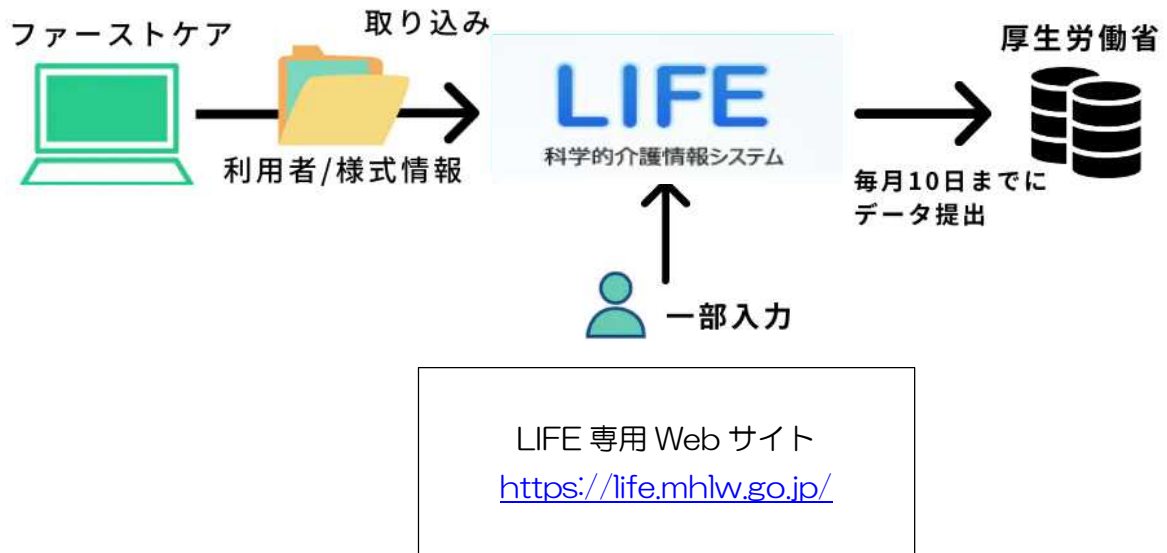 ファーストケア
取り込み
利用者/様式情報
LIFE
科学的介護情報システム
厚生労働省
毎月10日までに
データ提出
一部入力
LIFE 専用 Web サイト
https://life.mhlw.go.jp/